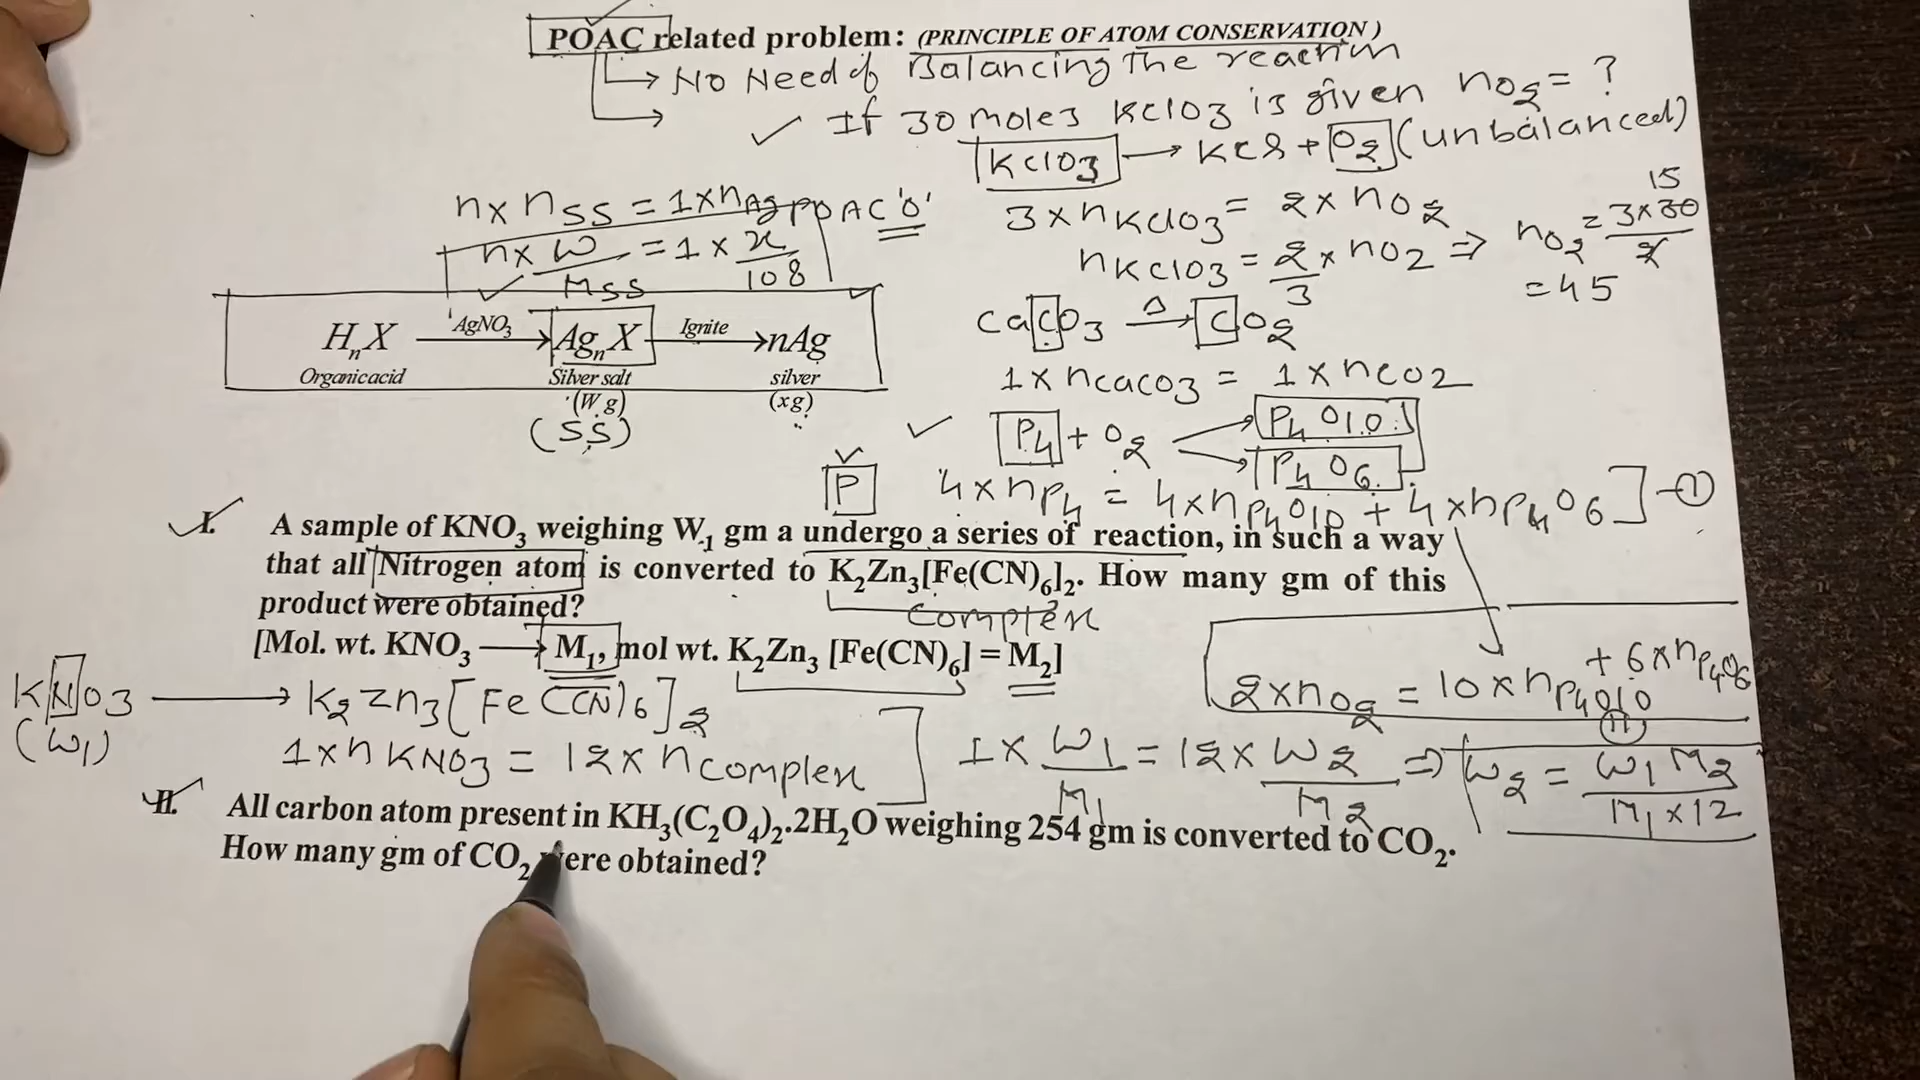 POAC related problem: (PRINCIPLE OF ATOM CONSERVATION)
→ No Need of Balancing The reaction
→ ✓ If 30 moles KClO3 is given nO2 = ?
KClO3 → KCl + O2 (unbalanced)
n x nSS = 1 x nAg
POAC 'O'
3 x nKClO3 = 2 x nO2
nKClO3 = 2/3 x nO2 ⇒ nO2 = 3 x 30/2
15
= 45
n x W/MSS = 1 x x/108
HnX AgNO3 → AgnX Ignite → nAg
Organic acid Silver salt silver
(W g) (x g)
(SS)
CaCO3 Δ→ CO2
1 x nCaCO3 = 1 x nCO2
P4 + O2 P4O10
P4O6
P 4 x nP4 = 4 x nP4O10 + 4 x nP4O6 ] - ①
I. A sample of KNO3 weighing W1 gm a undergo a series of reaction, in such a way
that all Nitrogen atom is converted to K2Zn3[Fe(CN)6]2. How many gm of this
product were obtained?
Complex
[Mol. wt. KNO3 → M1, mol wt. K2Zn3 [Fe(CN)6] = M2]
2 x nO2 = 10 x nP4O10 + 6 x nP4O6
II
KNO3 → K2Zn3[Fe(CN)6]2
(W1)
1 x nKNO3 = 12 x nComplex ] 1 x W1/M1 = 12 x W2/M2 ⇒ W2 = W1M2/M1 x 12
II. All carbon atom present in KH3(C2O4)2.2H2O weighing 254 gm is converted to CO2.
How many gm of CO2 were obtained?